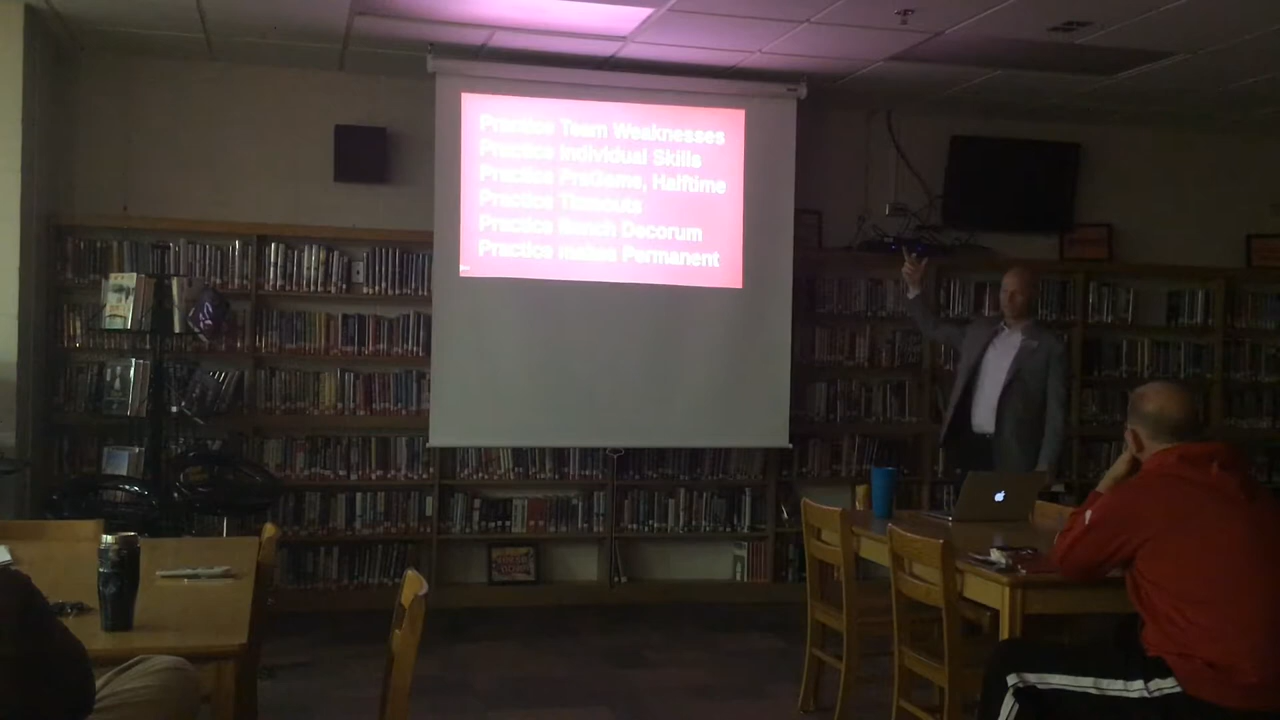 Practice Team Weaknesses
Practice Individual Skills
Practice PreGame, Halftime
Practice Timeouts
Practice Bench Decorum
Practice makes Permanent